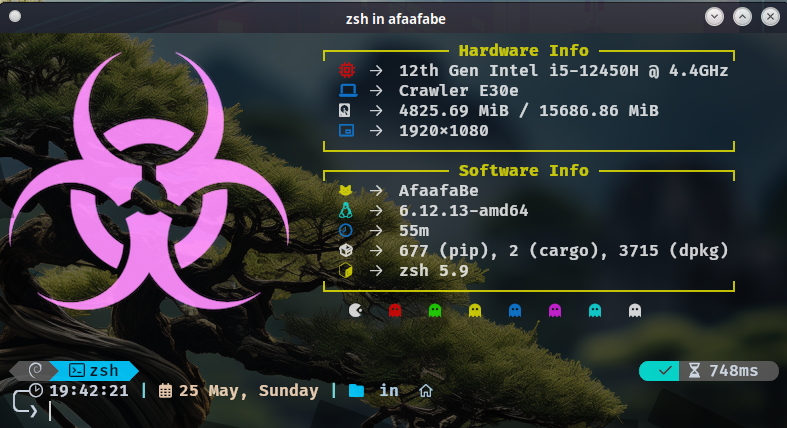 zsh in afaafabe
Hardware Info
→ 12th Gen Intel i5-12450H @ 4.4GHz
→ Crawler E30e
→ 4825.69 MiB / 15686.86 MiB
→ 1920×1080
Software Info
→ AfaafaBe
→ 6.12.13-amd64
→ 55m
→ 677 (pip), 2 (cargo), 3715 (dpkg)
→ zsh 5.9
zsh
748ms
19:42:21 | 25 May, Sunday | in